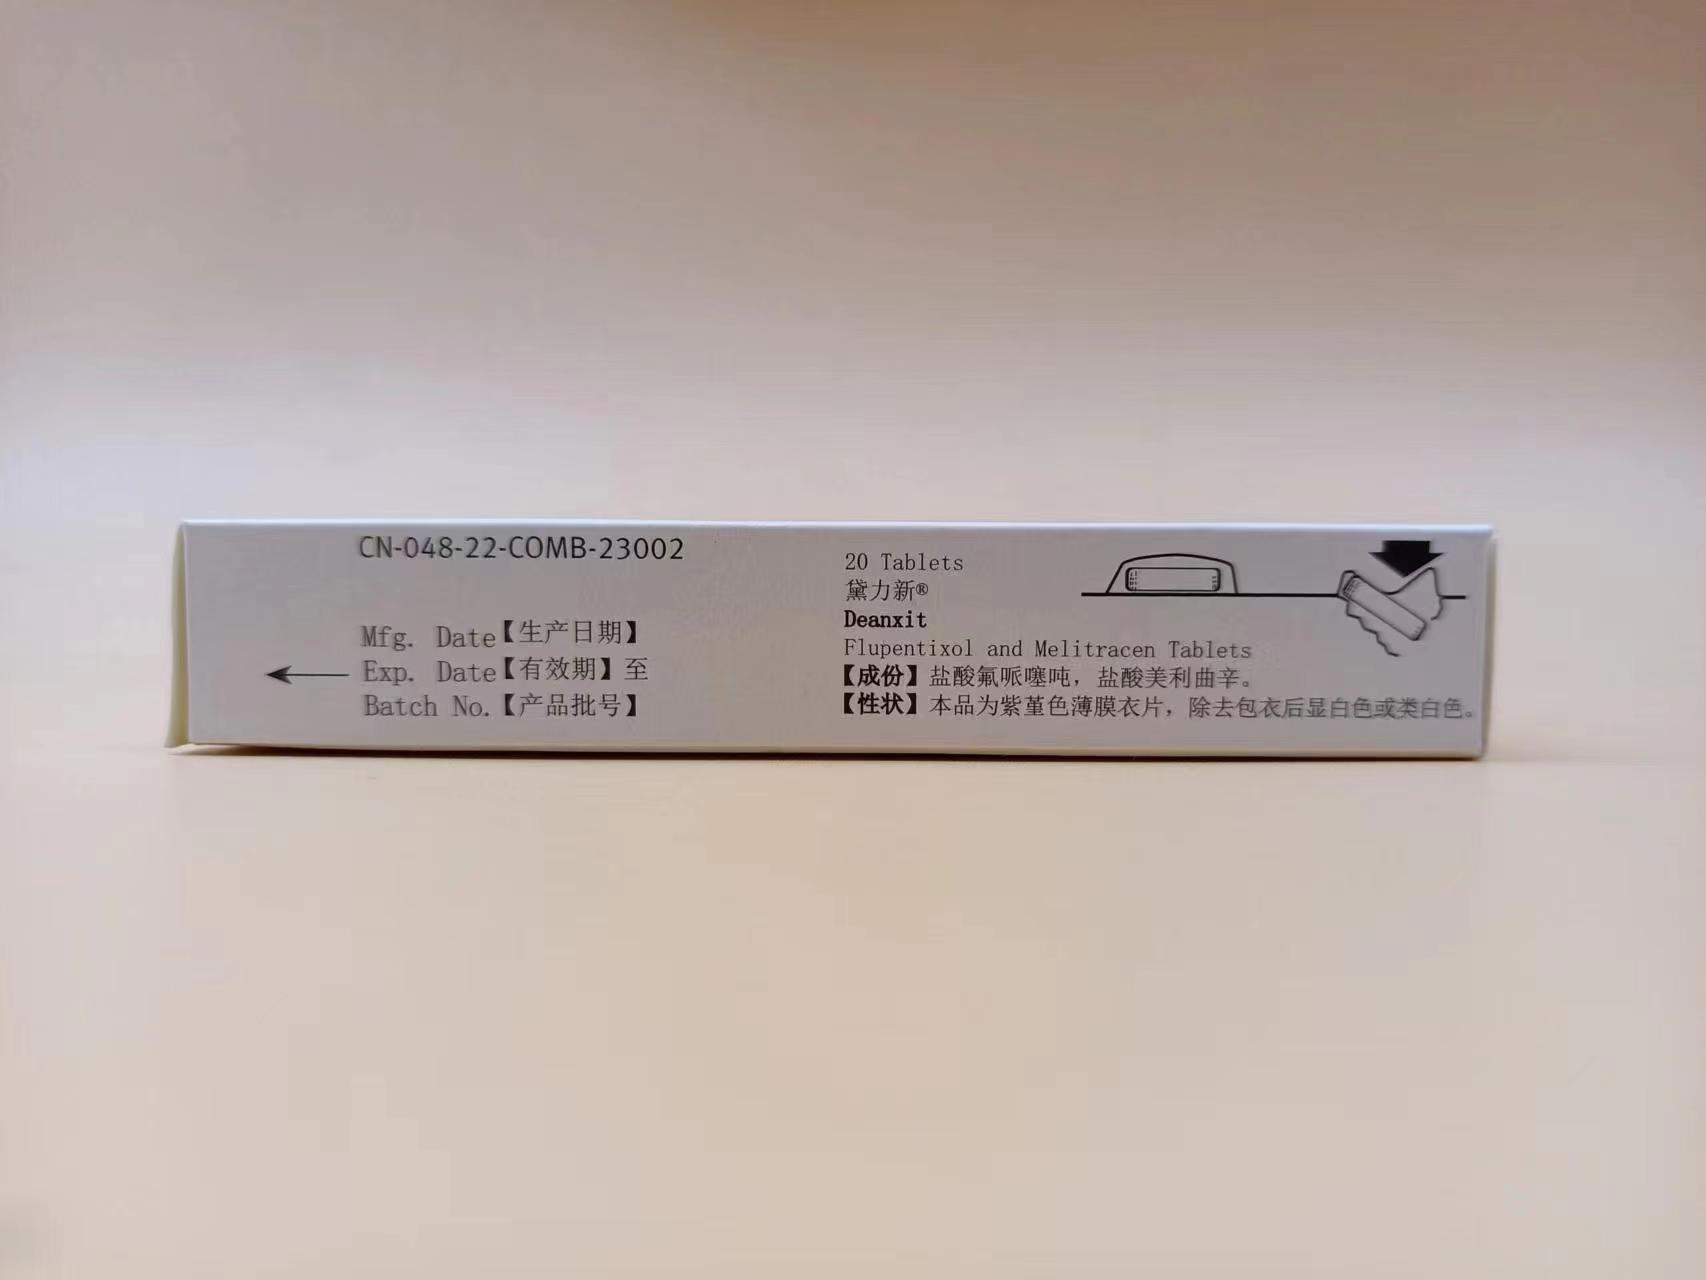 CN-048-22-COMB-23002
Mfg. Date【生产日期】
Exp. Date【有效期】至
Batch No.【产品批号】
20 Tablets
黛力新®
Deanxit
Flupentixol and Melitracen Tablets
【成份】盐酸氟哌噻吨，盐酸美利曲辛。
【性状】本品为紫堇色薄膜衣片，除去包衣后显白色或类白色。